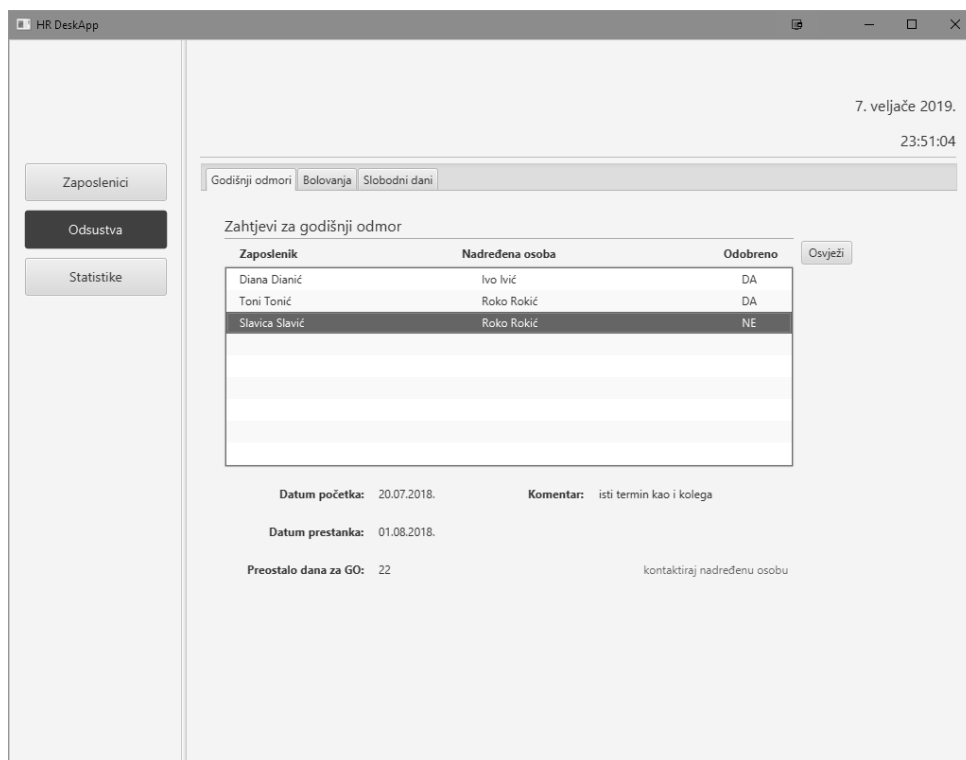 HR DeskApp
7. veljače 2019.
23:51:04
Zaposlenici
Odsustva
Statistike
Godišnji odmori Bolovanja Slobodni dani
Zahtjevi za godišnji odmor
Zaposlenik Nadređena osoba Odobreno Osvježi
Diana Dianić Ivo Ivić DA
Toni Tonić Roko Rokić DA
Slavica Slavić Roko Rokić NE
Datum početka: 20.07.2018. Komentar: isti termin kao i kolega
Datum prestanka: 01.08.2018.
Preostalo dana za GO: 22 kontaktiraj nadređenu osobu